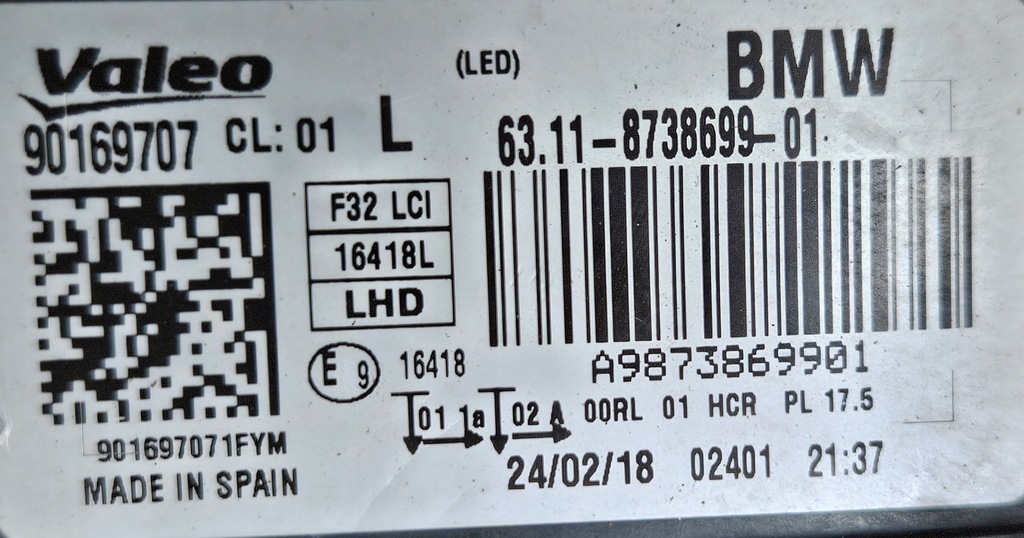 Valeo (LED) BMW
90169707 CL: 01 L 63.11-8738699-01
F32 LCI
16418L
LHD
E 9 16418
A9873869901
01 1a 02 A 00RL 01 HCR PL 17.5
901697071FYM
24/02/18 02401 21:37
MADE IN SPAIN